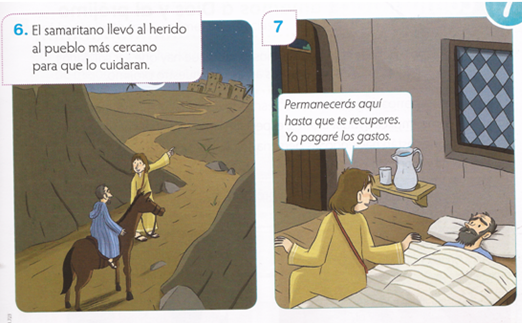 6. El samaritano llevó al herido
al pueblo más cercano
para que lo cuidaran.
7
Permanecerás aquí
hasta que te recuperes.
Yo pagaré los gastos.